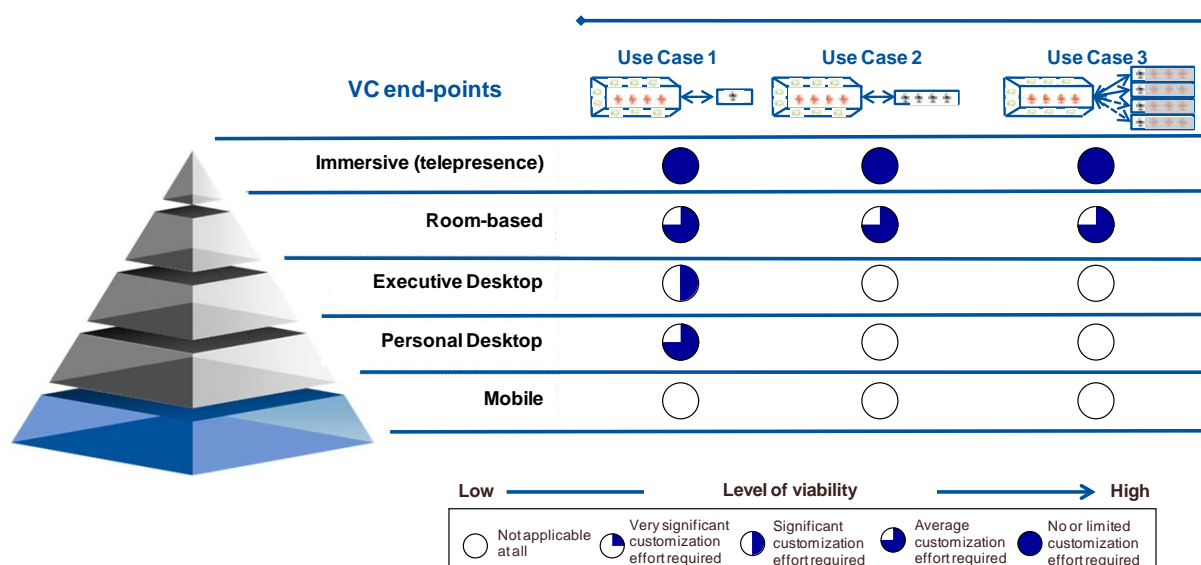 Use Case 1 Use Case 2 Use Case 3
VC end-points
Immersive (telepresence)
Room-based
Executive Desktop
Personal Desktop
Mobile
Low Level of viability High
Not applicable
at all
Very significant
customization
effort required
Significant
customization
effort required
Average
customization
effort required
No or limited
customization
effort required